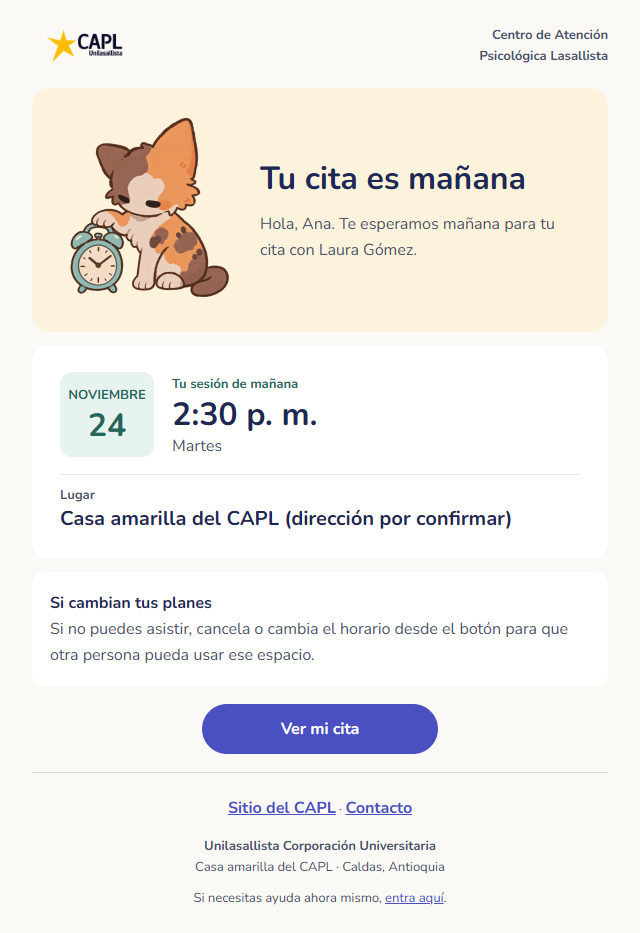 CAPL
Unilasallista
Centro de Atención
Psicológica Lasallista
Tu cita es mañana
Hola, Ana. Te esperamos mañana para tu
cita con Laura Gómez.
NOVIEMBRE
24
Tu sesión de mañana
2:30 p. m.
Martes
Lugar
Casa amarilla del CAPL (dirección por confirmar)
Si cambian tus planes
Si no puedes asistir, cancela o cambia el horario desde el botón para que
otra persona pueda usar ese espacio.
Ver mi cita
Sitio del CAPL · Contacto
Unilasallista Corporación Universitaria
Casa amarilla del CAPL · Caldas, Antioquia
Si necesitas ayuda ahora mismo, entra aquí.